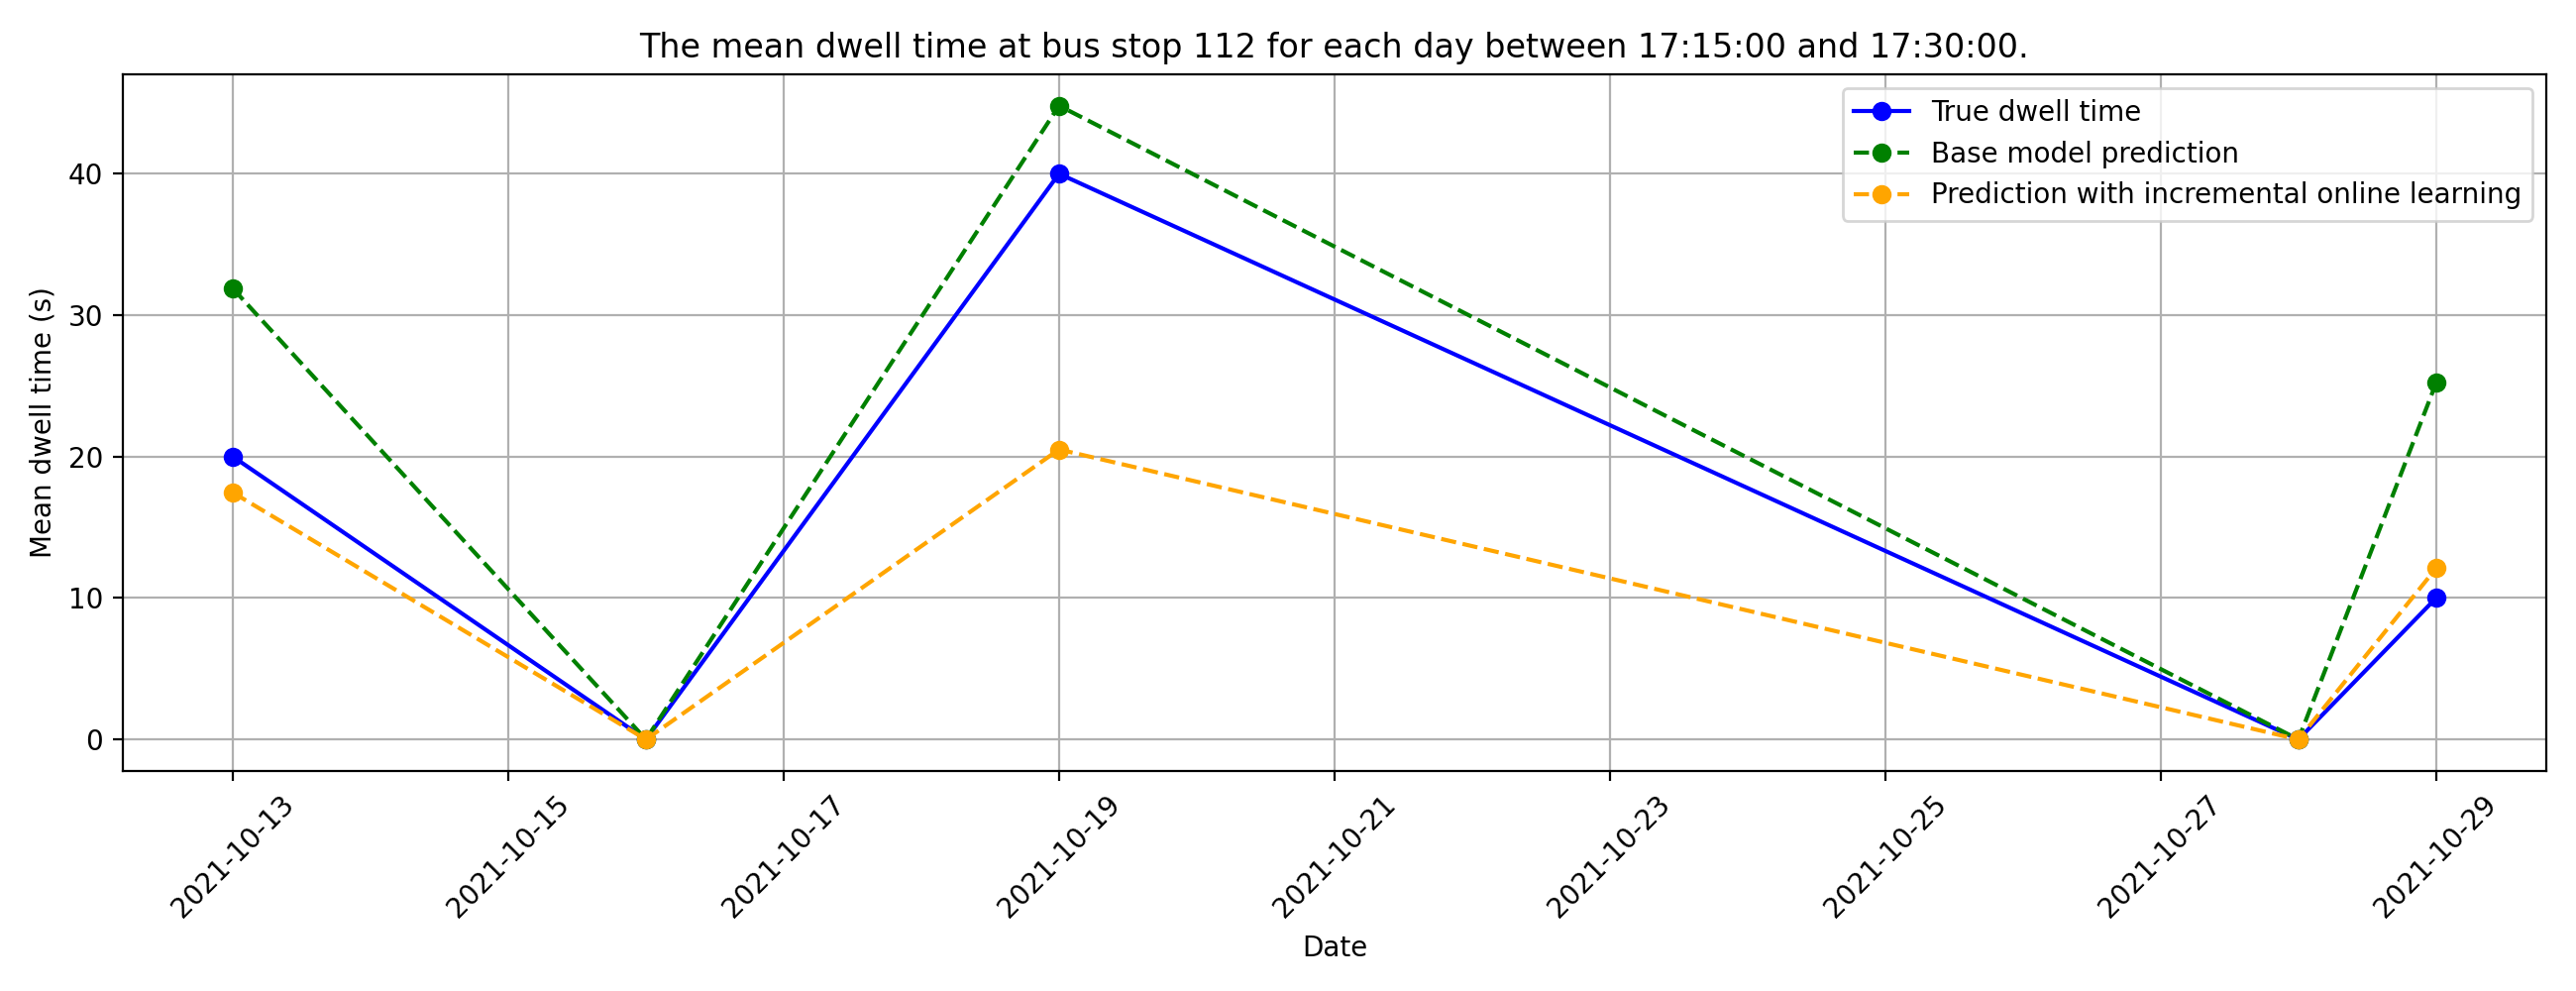 The mean dwell time at bus stop 112 for each day between 17:15:00 and 17:30:00.
True dwell time
Base model prediction
Prediction with incremental online learning
Mean dwell time (s)
40
30
20
10
0
2021-10-13
2021-10-15
2021-10-17
2021-10-19
2021-10-21
2021-10-23
2021-10-25
2021-10-27
2021-10-29
Date